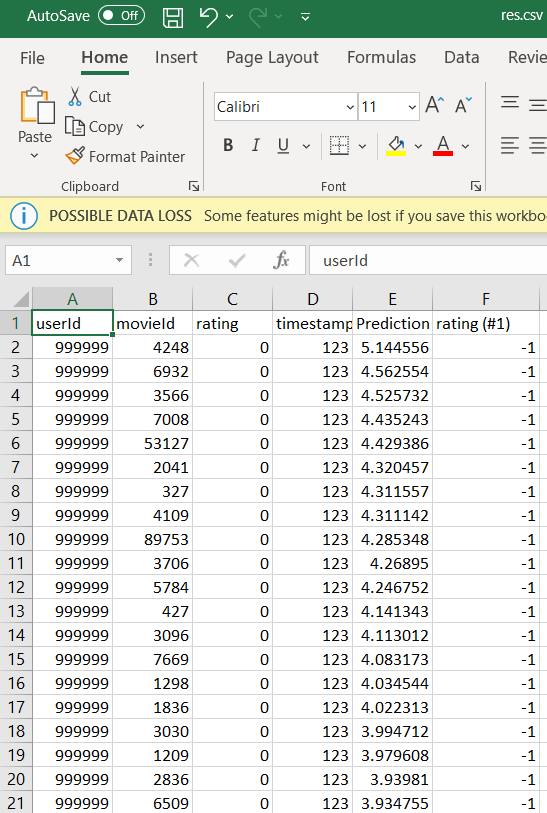 AutoSave Off res.csv
File Home Insert Page Layout Formulas Data Revie
Paste
Cut
Copy
Format Painter
Clipboard
Calibri 11 A A
B I U A
Font
POSSIBLE DATA LOSS Some features might be lost if you save this workbo
A1 fx userId
A B C D E F
1 userId movieId rating timestamp Prediction rating (#1)
2 999999 4248 0 123 5.144556 -1
3 999999 6932 0 123 4.562554 -1
4 999999 3566 0 123 4.525732 -1
5 999999 7008 0 123 4.435243 -1
6 999999 53127 0 123 4.429386 -1
7 999999 2041 0 123 4.320457 -1
8 999999 327 0 123 4.311557 -1
9 999999 4109 0 123 4.311142 -1
10 999999 89753 0 123 4.285348 -1
11 999999 3706 0 123 4.26895 -1
12 999999 5784 0 123 4.246752 -1
13 999999 427 0 123 4.141343 -1
14 999999 3096 0 123 4.113012 -1
15 999999 7669 0 123 4.083173 -1
16 999999 1298 0 123 4.034544 -1
17 999999 1836 0 123 4.022313 -1
18 999999 3030 0 123 3.994712 -1
19 999999 1209 0 123 3.979608 -1
20 999999 2836 0 123 3.93981 -1
21 999999 6509 0 123 3.934755 -1